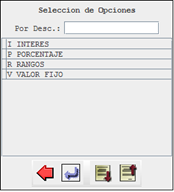 Seleccion de Opciones
Por Desc.:
I INTERES
P PORCENTAJE
R RANGOS
V VALOR FIJO